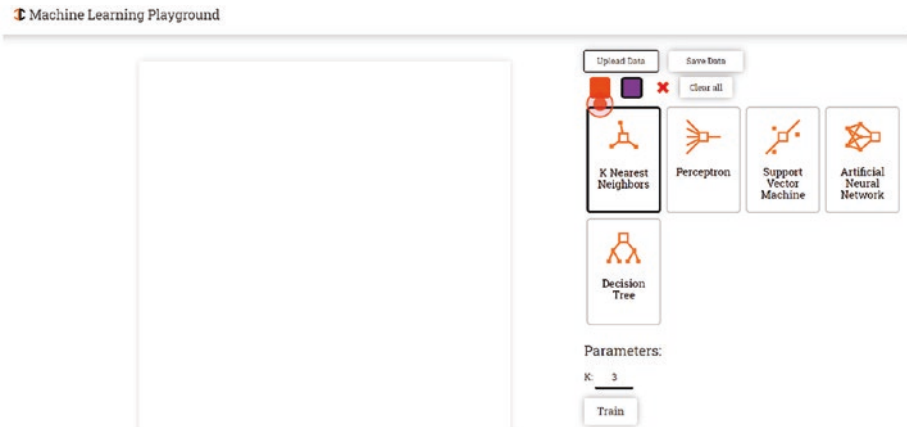 Machine Learning Playground
Upload Data
Save Data
Clear all
K Nearest
Neighbors
Perceptron
Support
Vector
Machine
Artificial
Neural
Network
Decision
Tree
Parameters:
K: 3
Train